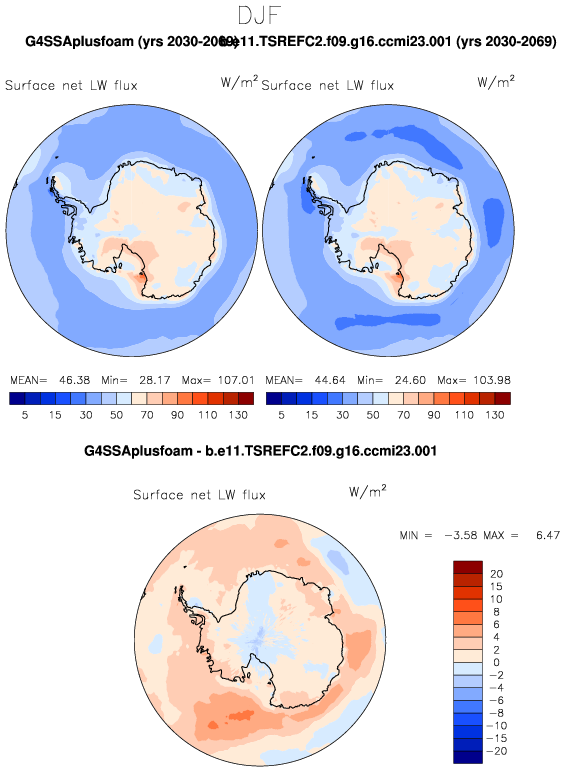 DJF
G4SSAplusfoam (yrs 2030-2069) b.e11.TSREFC2.f09.g16.ccmi23.001 (yrs 2030-2069)
Surface net LW flux W/m² Surface net LW flux W/m²
MEAN= 46.38 Min= 28.17 Max= 107.01 MEAN= 44.64 Min= 24.60 Max= 103.98
5 15 30 50 70 90 110 130 5 15 30 50 70 90 110 130
G4SSAplusfoam - b.e11.TSREFC2.f09.g16.ccmi23.001
Surface net LW flux W/m²
MIN = −3.58 MAX = 6.47
20
15
10
8
6
4
2
0
−2
−4
−6
−8
−10
−15
−20